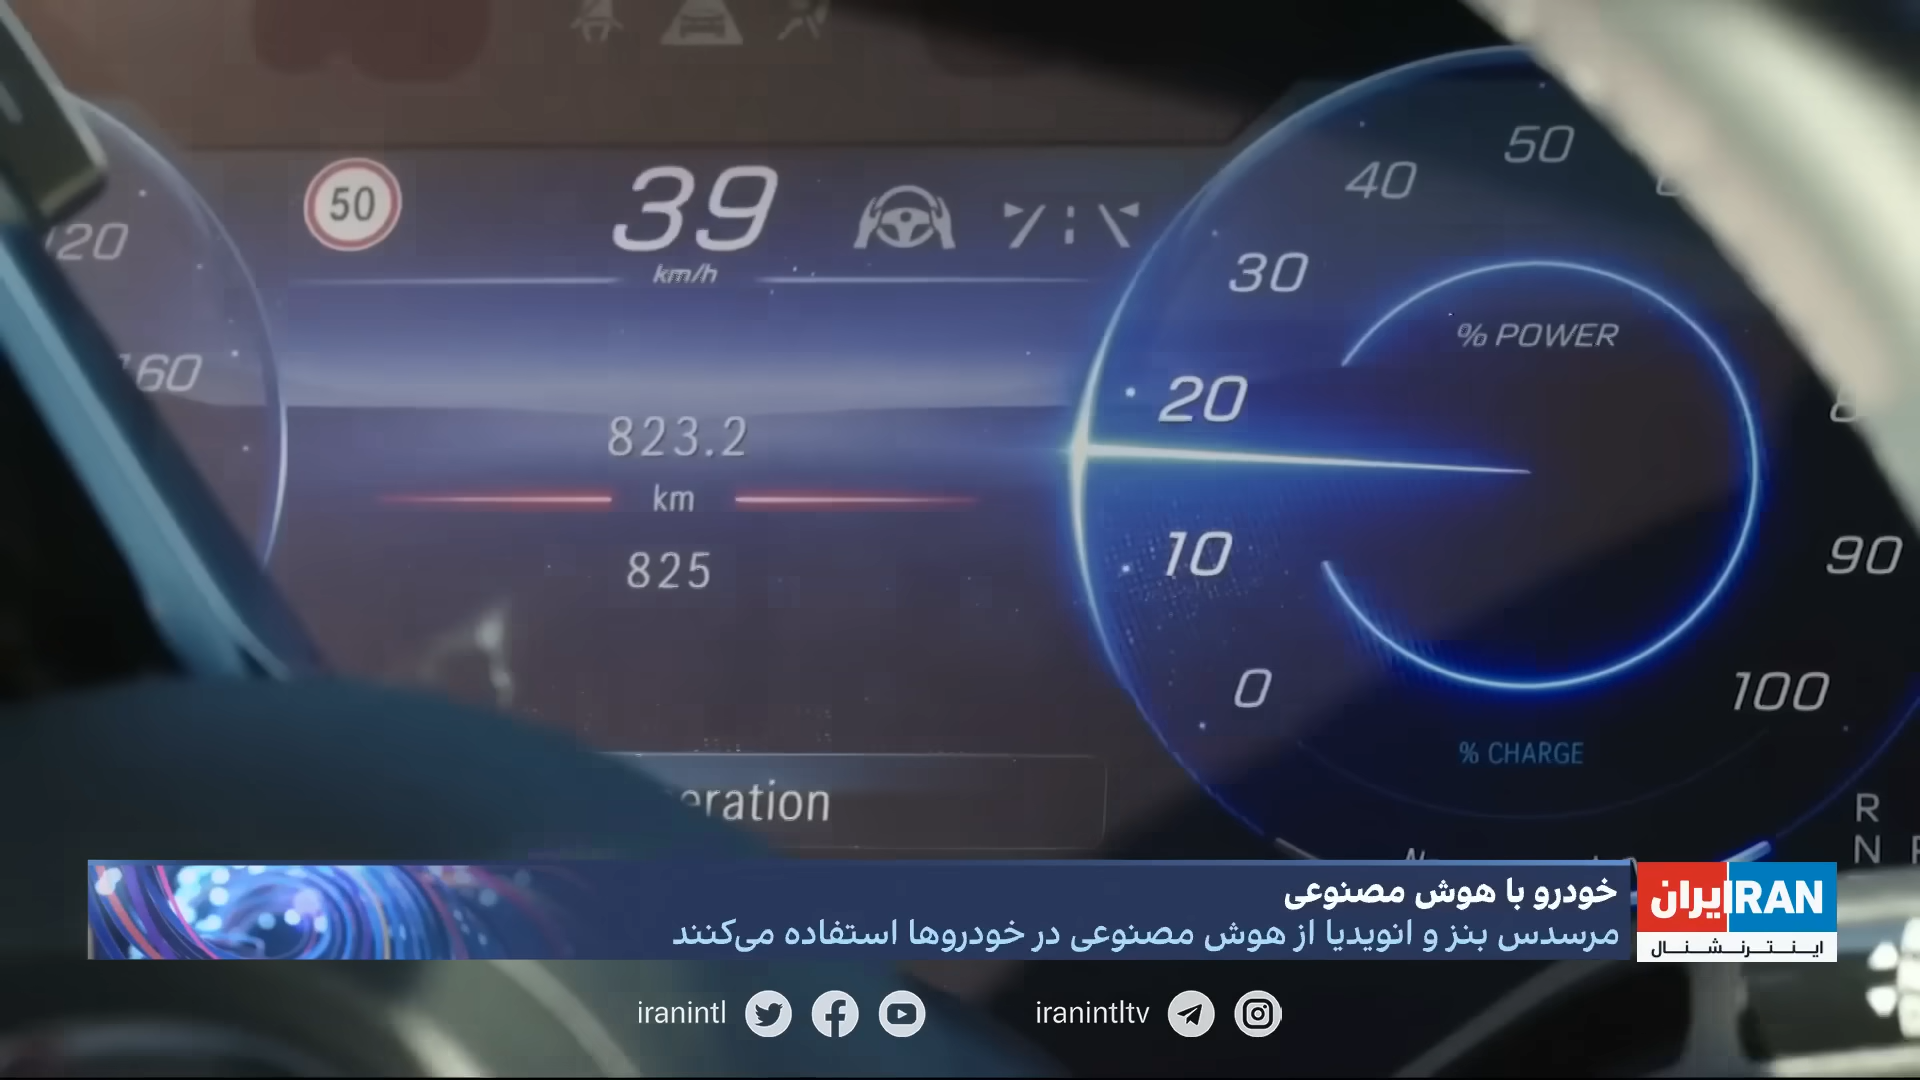 50
39
km/h
823.2
km
825
20
160
50
40
30
20
10
0
90
100
% POWER
% CHARGE
R
N
خودرو با هوش مصنوعی
مرسدس بنز و انویدیا از هوش مصنوعی در خودروها استفاده می‌کنند
ایران IRAN
اینترنشنال
iranintl
iranintltv